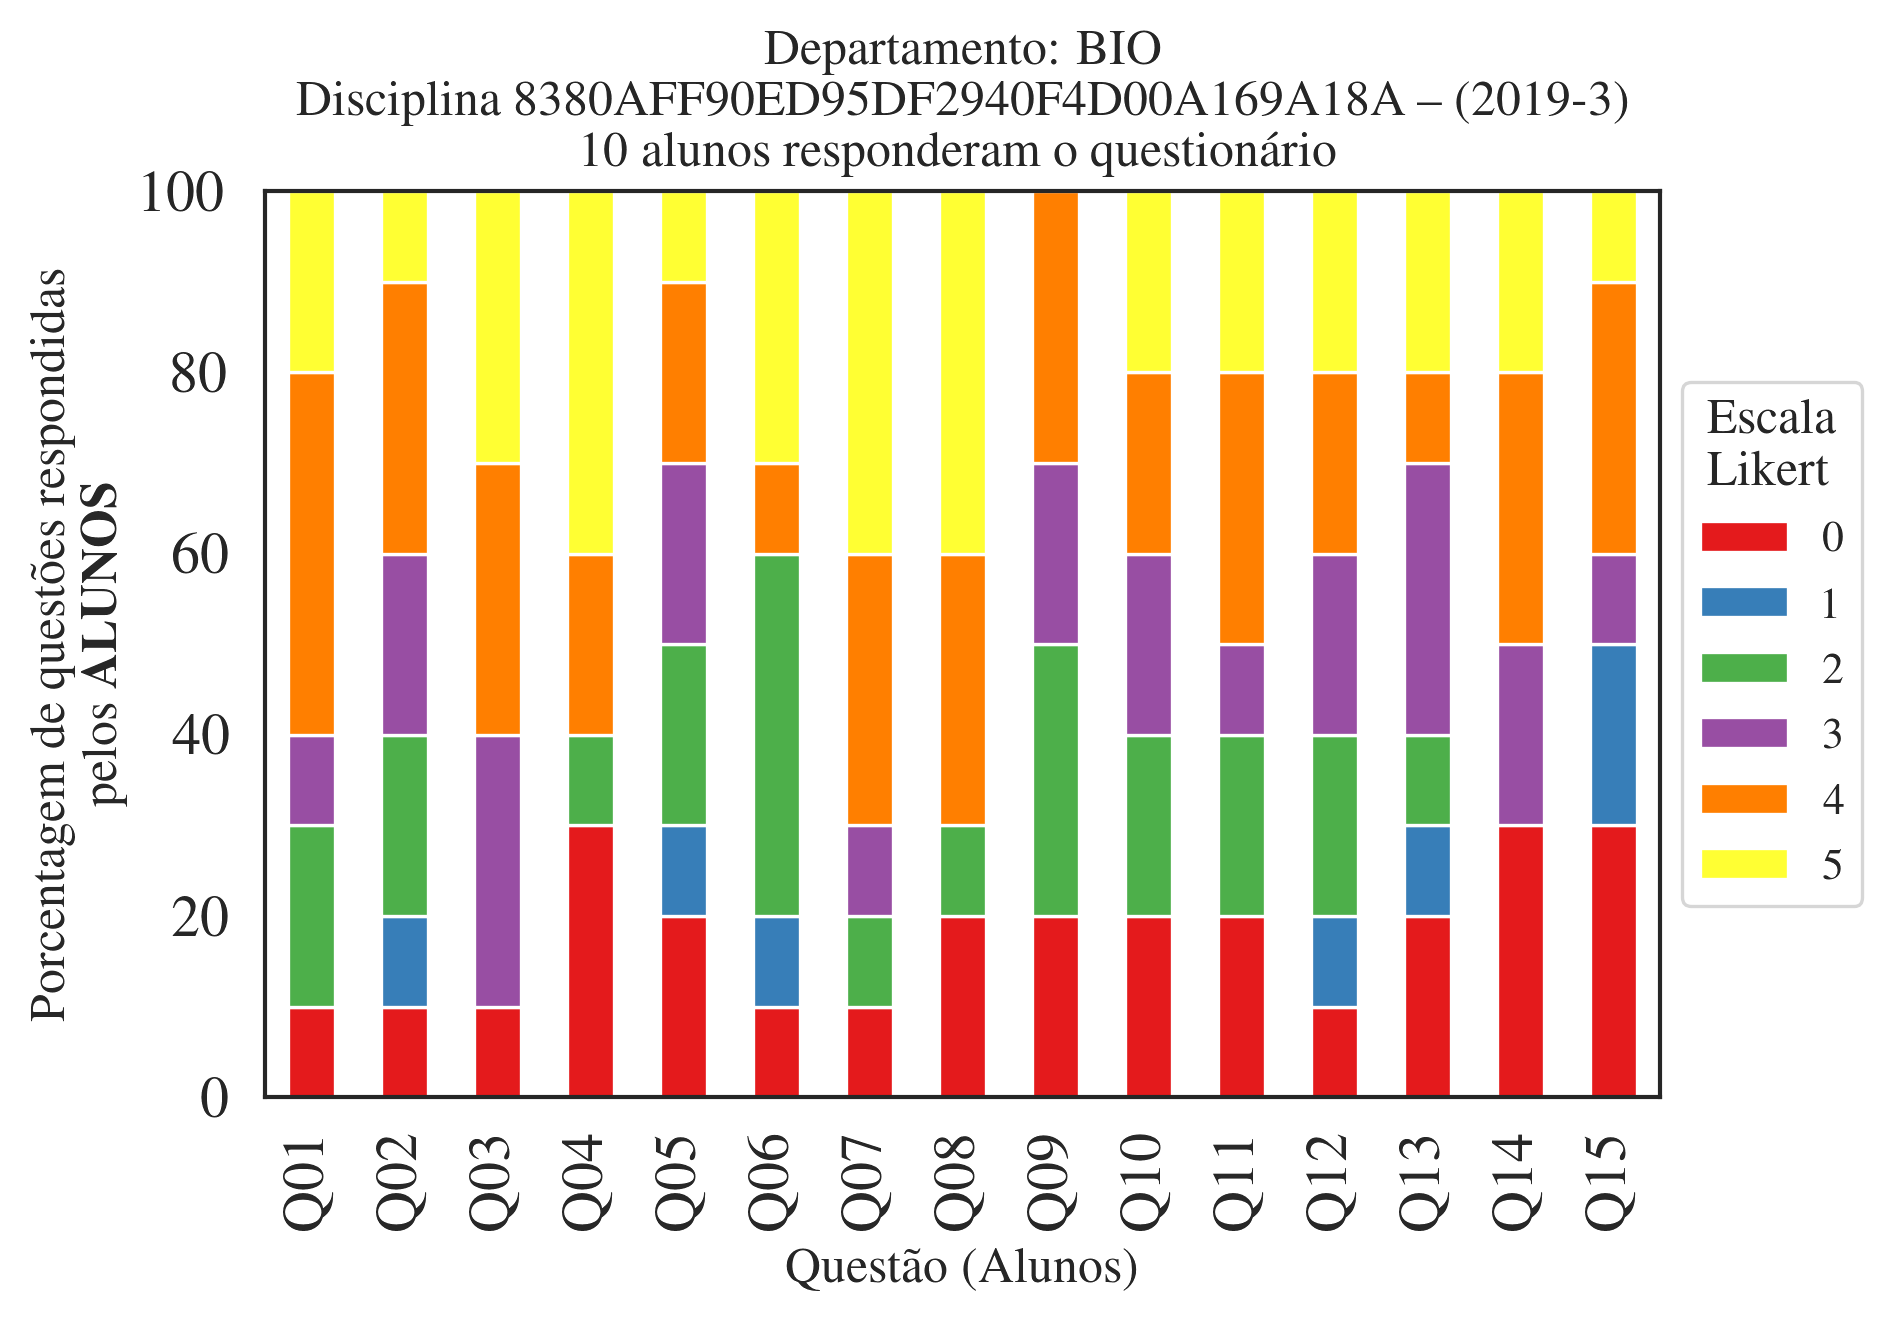 Departamento: BIO
Disciplina 8380AFF90ED95DF2940F4D00A169A18A – (2019-3)
10 alunos responderam o questionário
Porcentagem de questões respondidas
pelos ALUNOS
100
80
60
40
20
0
Q01
Q02
Q03
Q04
Q05
Q06
Q07
Q08
Q09
Q10
Q11
Q12
Q13
Q14
Q15
Questão (Alunos)
Escala
Likert
0
1
2
3
4
5